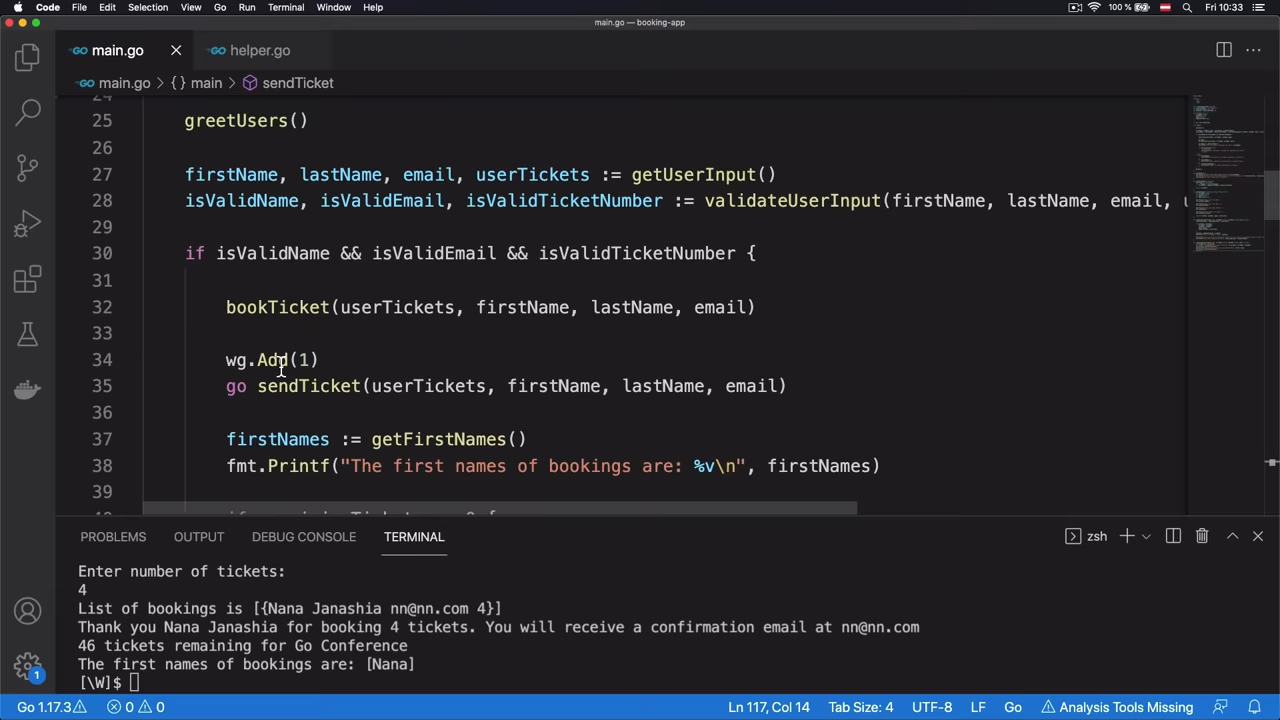 Code File Edit Selection View Go Run Terminal Window Help 100 % Fri 10:33
main.go — booking-app
main.go helper.go
main.go > {} main > sendTicket
24
25 greetUsers()
26
27 firstName, lastName, email, userTickets := getUserInput()
28 isValidName, isValidEmail, isValidTicketNumber := validateUserInput(firstName, lastName, email, u
29
30 if isValidName && isValidEmail && isValidTicketNumber {
31
32 bookTicket(userTickets, firstName, lastName, email)
33
34 wg.Add(1)
35 go sendTicket(userTickets, firstName, lastName, email)
36
37 firstNames := getFirstNames()
38 fmt.Printf("The first names of bookings are: %v\n", firstNames)
39
PROBLEMS OUTPUT DEBUG CONSOLE TERMINAL zsh
Enter number of tickets:
4
List of bookings is [{Nana Janashia nn@nn.com 4}]
Thank you Nana Janashia for booking 4 tickets. You will receive a confirmation email at nn@nn.com
46 tickets remaining for Go Conference
The first names of bookings are: [Nana]
[\W]$
1
Go 1.17.3 0 0 Ln 117, Col 14 Tab Size: 4 UTF-8 LF Go Analysis Tools Missing